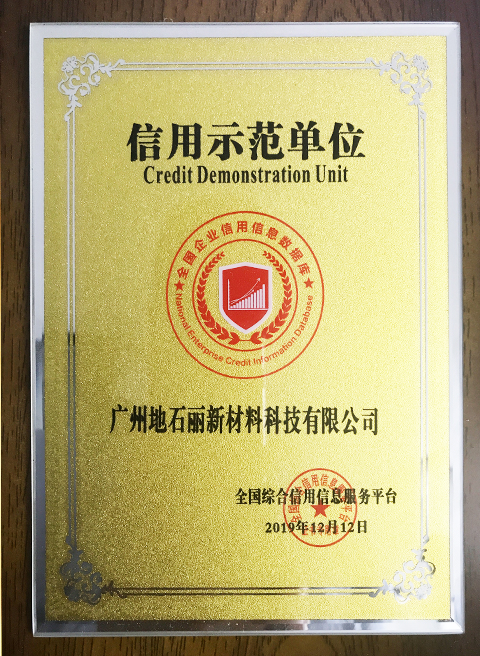 信用示范单位
Credit Demonstration Unit
★全国企业信用信息数据库★
National Enterprise Credit Information Database
广州地石丽新材料科技有限公司
全国综合信用信息服务平台
2019年12月12日